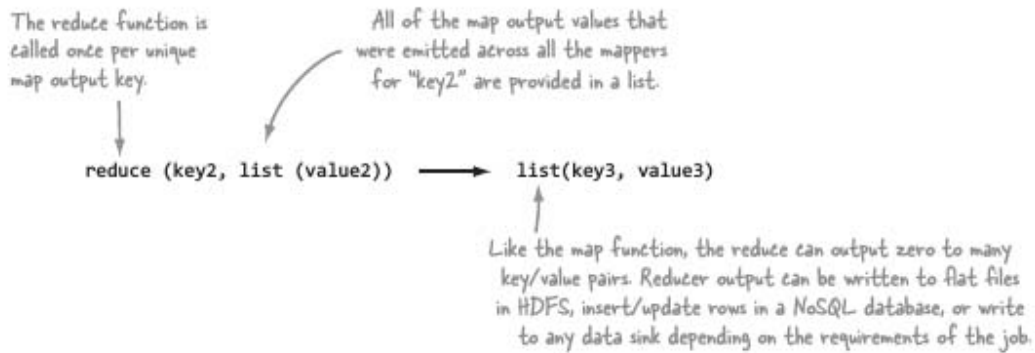 The reduce function is
called once per unique
map output key.
All of the map output values that
were emitted across all the mappers
for "key2" are provided in a list.
reduce (key2, list (value2))
list(key3, value3)
Like the map function, the reduce can output zero to many
key/value pairs. Reducer output can be written to flat files
in HDFS, insert/update rows in a NoSQL database, or write
to any data sink depending on the requirements of the job.